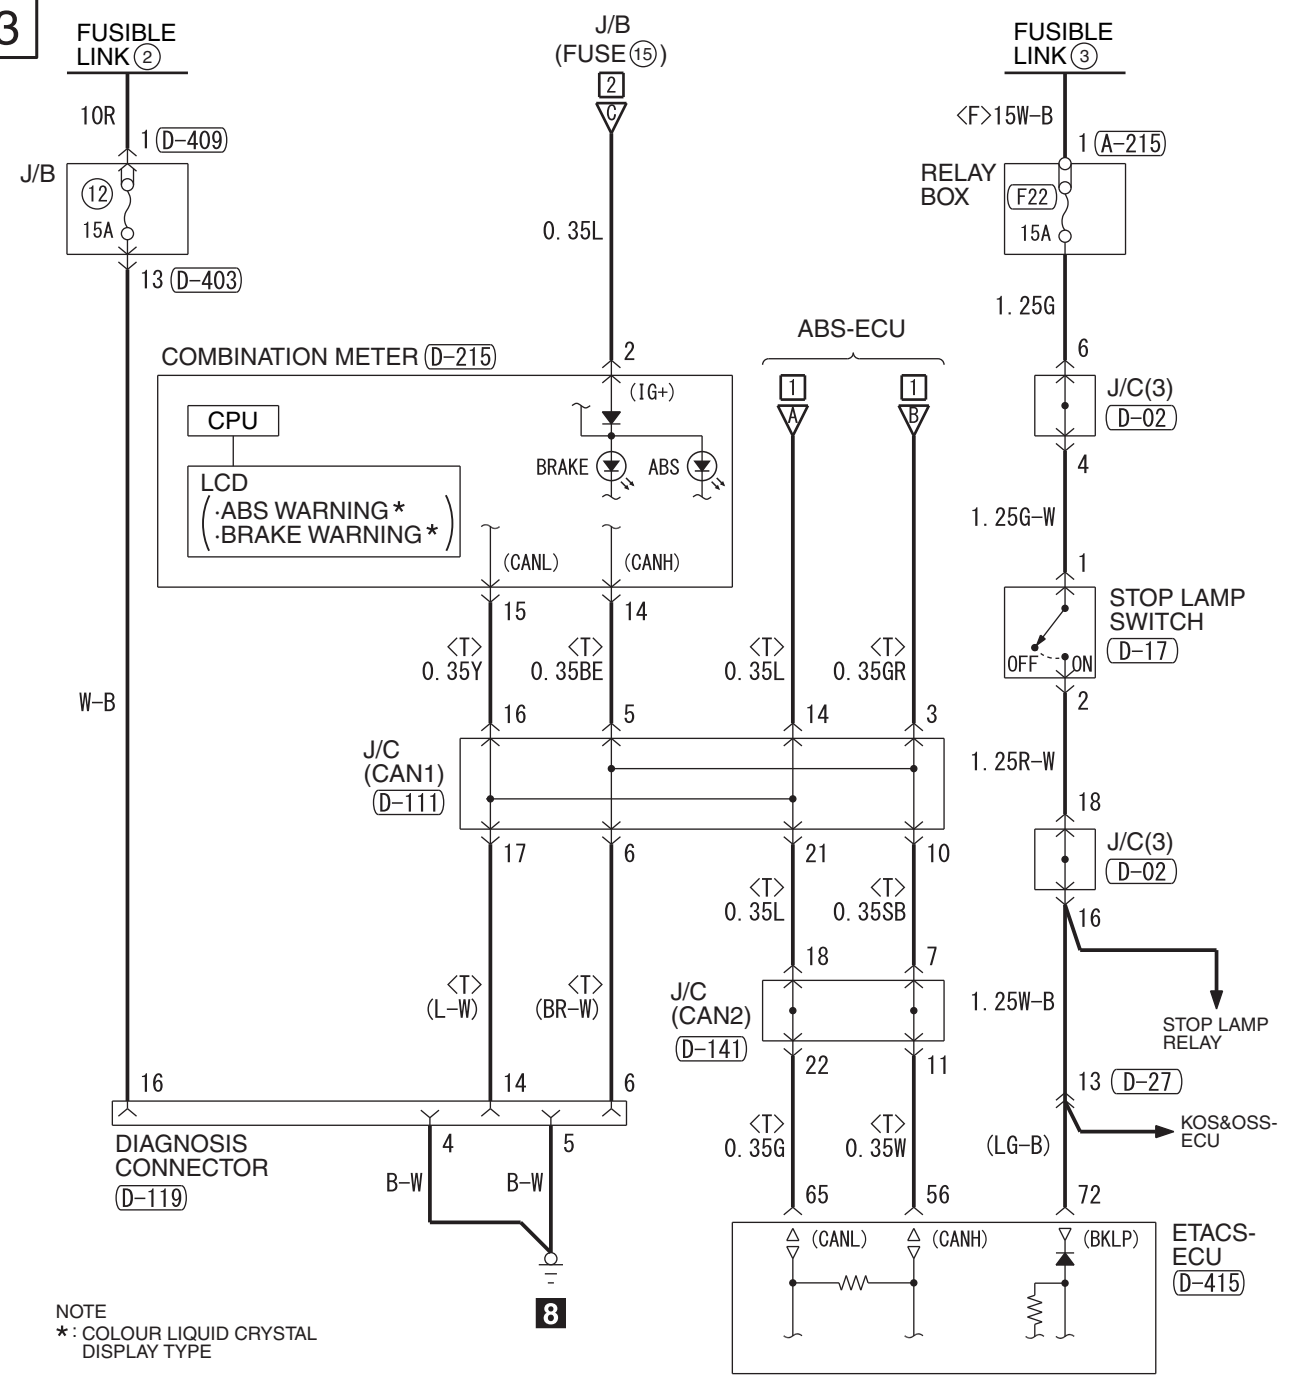 3
FUSIBLE
LINK ②
J/B
(FUSE ⑮)
FUSIBLE
LINK ③
2
C
10R
<F>15W-B
1 (D-409)
1 (A-215)
J/B
RELAY
BOX
⑫
F22
15A
15A
0.35L
13 (D-403)
1.25G
ABS-ECU
COMBINATION METER (D-215)
2
6
1
1
(IG+)
J/C(3)
CPU
A
B
(D-02)
BRAKE
ABS
4
LCD
·ABS WARNING*
·BRAKE WARNING*
1.25G-W
(CANL)
(CANH)
1
15
14
STOP LAMP
SWITCH
<T>
0.35Y
<T>
0.35BE
<T>
0.35L
<T>
0.35GR
(D-17)
OFF
ON
W-B
2
16
5
14
3
J/C
(CAN1)
(D-111)
1.25R-W
18
17
6
21
10
J/C(3)
(D-02)
<T>
0.35L
<T>
0.35SB
16
18
7
<T>
(L-W)
<T>
(BR-W)
J/C
(CAN2)
(D-141)
1.25W-B
STOP LAMP
RELAY
22
11
16
14
6
13 (D-27)
KOS&OSS-
ECU
DIAGNOSIS
CONNECTOR
(D-119)
4
5
<T>
0.35G
<T>
0.35W
(LG-B)
B-W
B-W
65
56
72
(CANL)
(CANH)
(BKLP)
ETACS-
ECU
(D-415)
8
NOTE
*: COLOUR LIQUID CRYSTAL
DISPLAY TYPE